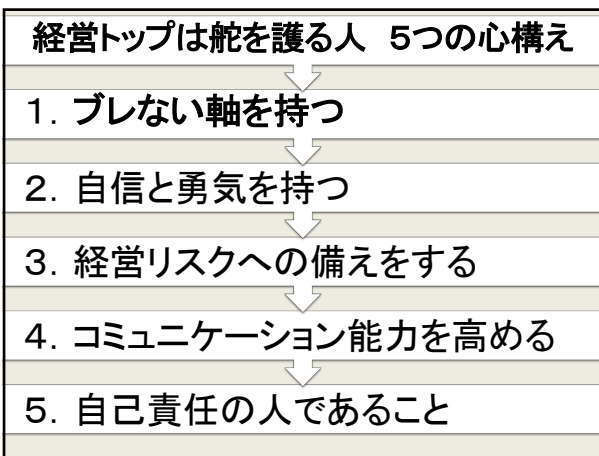 経営トップは舵を護る人 5つの心構え
1. ブレない軸を持つ
2. 自信と勇気を持つ
3. 経営リスクへの備えをする
4. コミュニケーション能力を高める
5. 自己責任の人であること